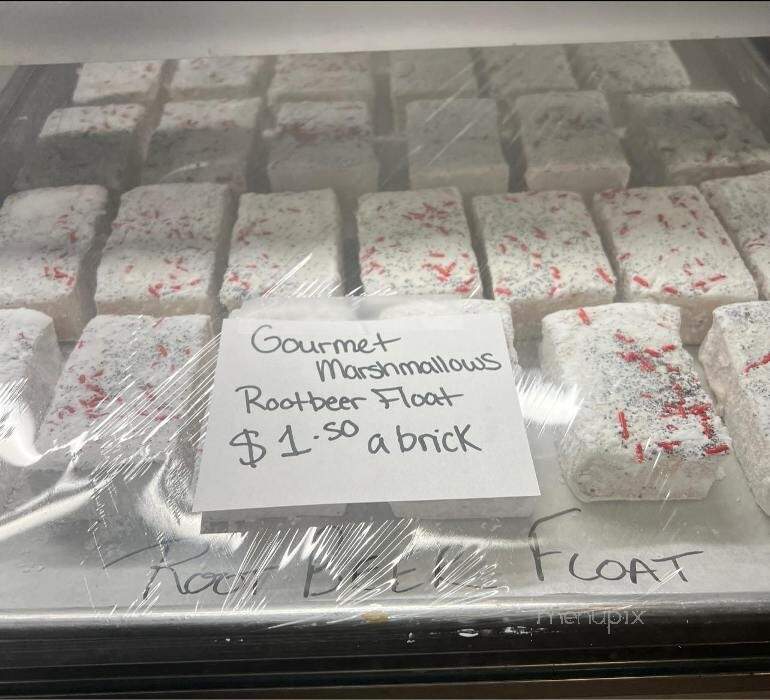 Gourmet
Marshmallows
Rootbeer Float
$1.50 a brick
ROOT BEER FLOAT
menupix